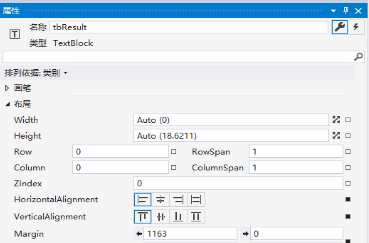 属性
名称 tbResult
类型 TextBlock
排列依据: 类别
画笔
布局
Width Auto (0)
Height Auto (18.6211)
Row 0 RowSpan 1
Column 0 ColumnSpan 1
ZIndex 0
HorizontalAlignment
VerticalAlignment
Margin 1163 0